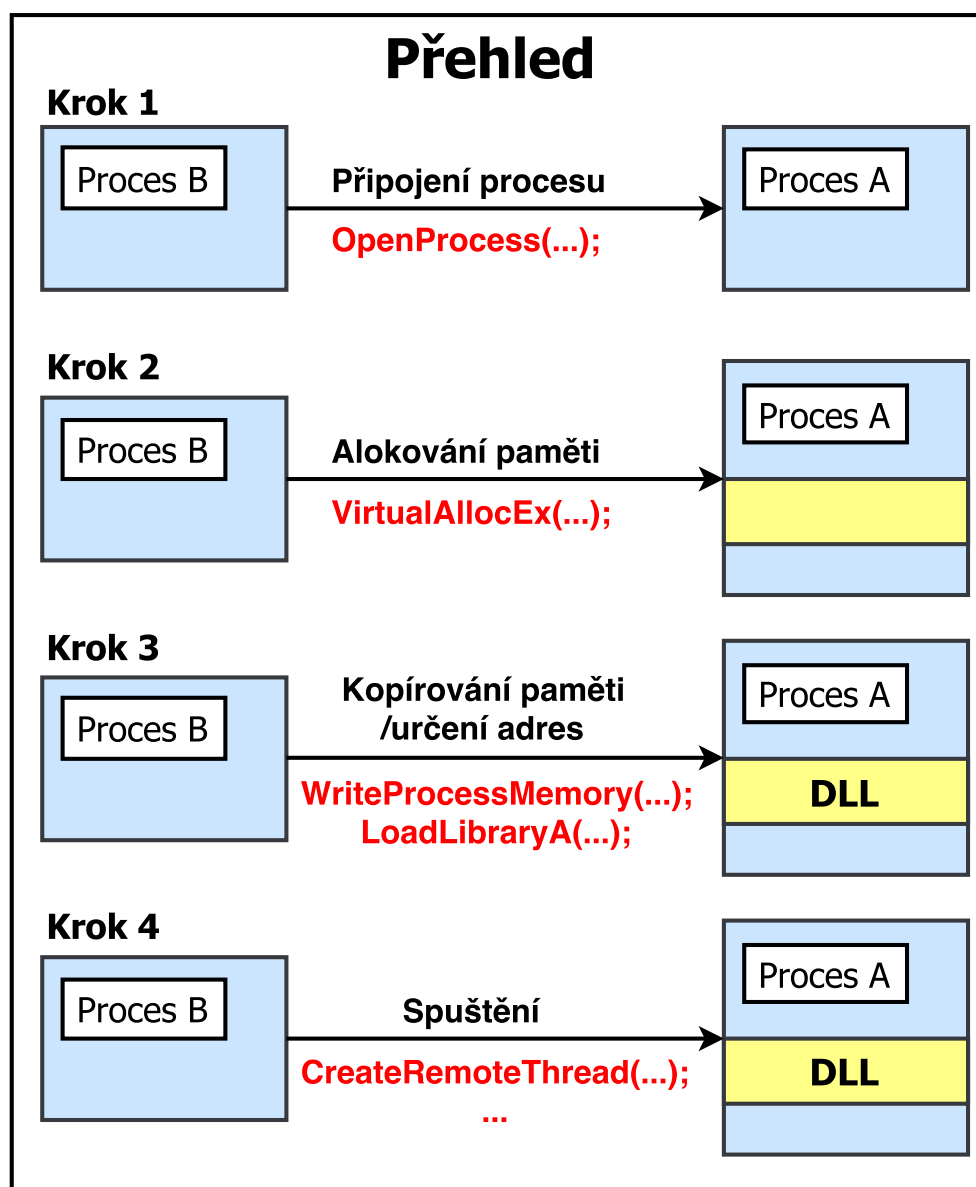 Přehled
Krok 1
Proces B
Připojení procesu
OpenProcess(...);
Proces A
Krok 2
Proces B
Alokování paměti
VirtualAllocEx(...);
Proces A
Krok 3
Proces B
Kopírování paměti
/určení adres
WriteProcessMemory(...);
LoadLibraryA(...);
Proces A
DLL
Krok 4
Proces B
Spuštění
CreateRemoteThread(...);
...
Proces A
DLL